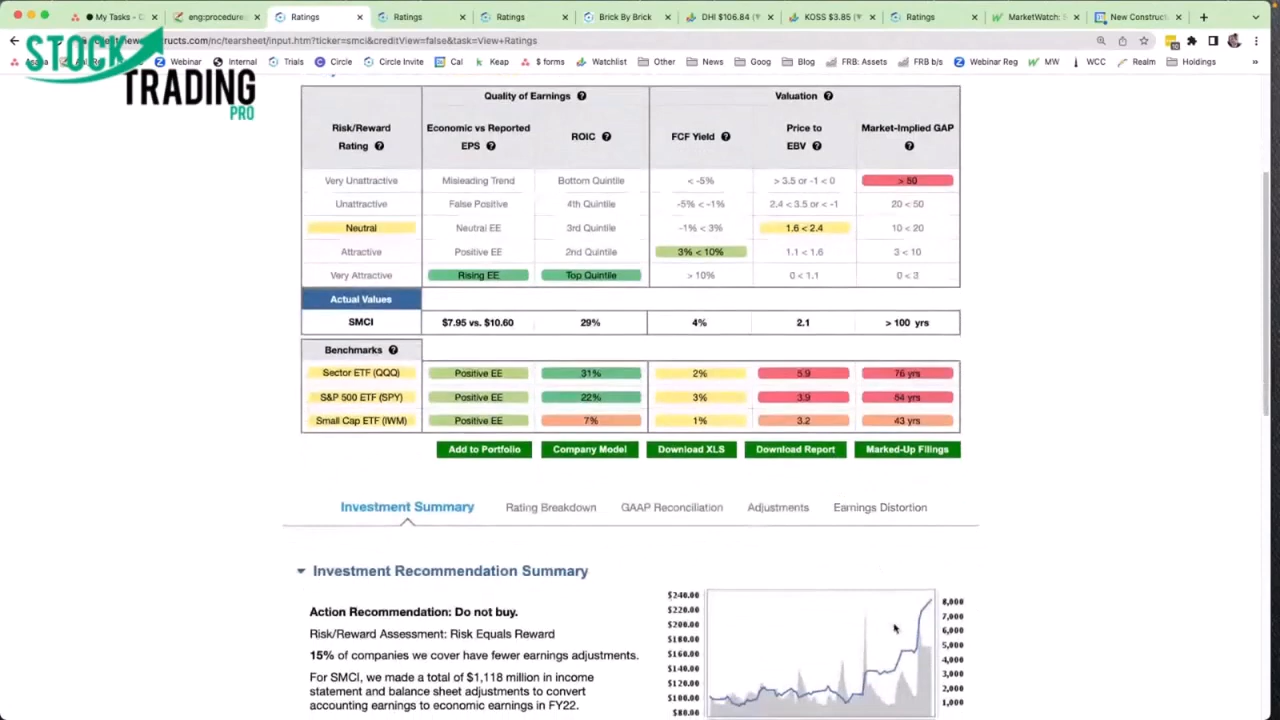 My Tasks - C
eng:procedure
Ratings
Ratings
Ratings
Brick By Brick
DHI $106.84 (▼
KOSS $3.85 (▼
Ratings
MarketWatch: S
New Construct
nc/tearsheet/input.htm?ticker=smci&creditView=false&task=View+Ratings
STOCK
TRADING
PRO
Webinar
Internal
Trials
Circle
Circle Invite
Cal
Keap
$ forms
Watchlist
Other
News
Goog
Blog
FRB: Assets
FRB b/s
Webinar Reg
MW
WCC
Realm
Holdings
Quality of Earnings
Valuation
Risk/Reward Rating
Economic vs Reported EPS
ROIC
FCF Yield
Price to EBV
Market-Implied GAP
Very Unattractive Misleading Trend Bottom Quintile < -5% > 3.5 or -1 < 0 > 50
Unattractive False Positive 4th Quintile -5% < -1% 2.4 < 3.5 or < -1 20 < 50
Neutral Neutral EE 3rd Quintile -1% < 3% 1.6 < 2.4 10 < 20
Attractive Positive EE 2nd Quintile 3% < 10% 1.1 < 1.6 3 < 10
Very Attractive Rising EE Top Quintile > 10% 0 < 1.1 0 < 3
Actual Values
SMCI $7.95 vs. $10.60 29% 4% 2.1 > 100 yrs
Benchmarks
Sector ETF (QQQ) Positive EE 31% 2% 5.9 76 yrs
S&P 500 ETF (SPY) Positive EE 22% 3% 3.9 54 yrs
Small Cap ETF (IWM) Positive EE 7% 1% 3.2 43 yrs
Add to Portfolio Company Model Download XLS Download Report Marked-Up Filings
Investment Summary Rating Breakdown GAAP Reconciliation Adjustments Earnings Distortion
Investment Recommendation Summary
Action Recommendation: Do not buy.
Risk/Reward Assessment: Risk Equals Reward
15% of companies we cover have fewer earnings adjustments.
For SMCI, we made a total of $1,118 million in income
statement and balance sheet adjustments to convert
accounting earnings to economic earnings in FY22.
$240.00
$220.00
$200.00
$180.00
$160.00
$140.00
$120.00
$100.00
$80.00
8,000
7,000
6,000
5,000
4,000
3,000
2,000
1,000